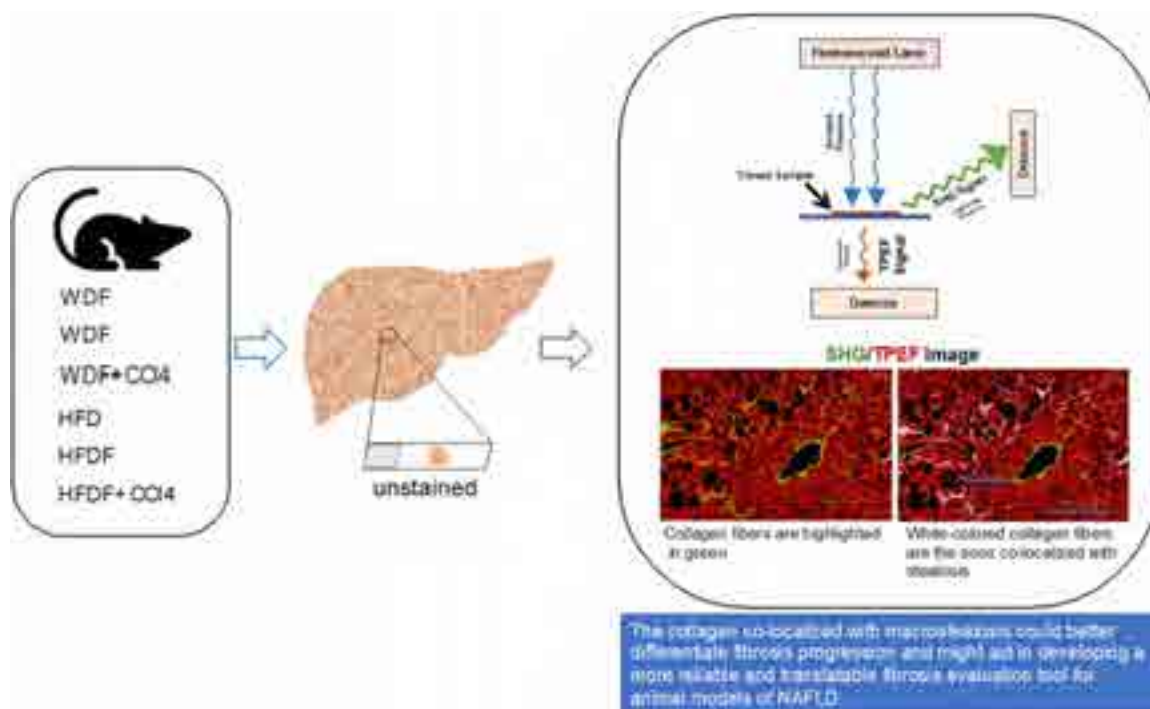 WDF
WDF
WDF+CCl4
HFD
HFDF
HFDF+ CCl4
unstained
Femtosecond Laser
Tissue Sample
SHG Signal
Detector
TPEF
Signal
Detector
SHG/TPEF Image
Collagen fibers are highlighted
in green
White-colored collagen fibers
are the ones co-localized with
steatosis
The collagen co-localized with macrosteatosis could better
differentiate fibrosis progression and might aid in developing a
more reliable and translatable fibrosis evaluation tool for
animal models of NAFLD